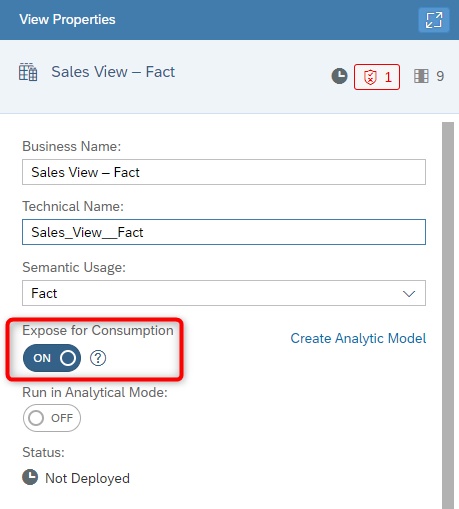 View Properties
Sales View – Fact
1
9
Business Name:
Sales View – Fact
Technical Name:
Sales_View__Fact
Semantic Usage:
Fact
Expose for Consumption
Create Analytic Model
ON
?
Run in Analytical Mode:
OFF
Status:
Not Deployed